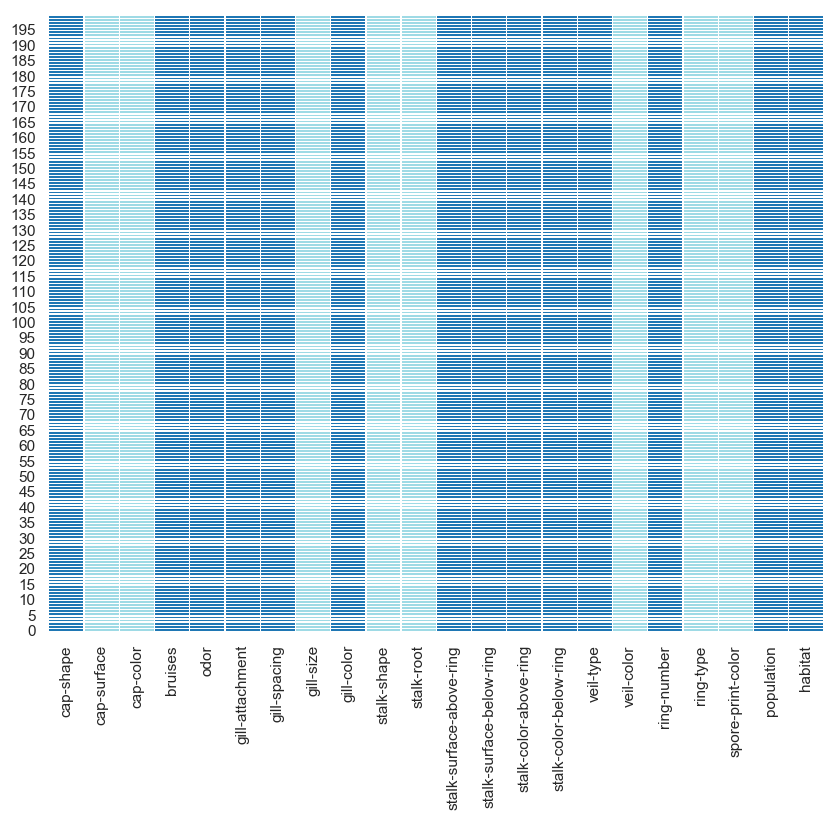 195
190
185
180
175
170
165
160
155
150
145
140
135
130
125
120
115
110
105
100
95
90
85
80
75
70
65
60
55
50
45
40
35
30
25
20
15
10
5
0
cap-shape
cap-surface
cap-color
bruises
odor
gill-attachment
gill-spacing
gill-size
gill-color
stalk-shape
stalk-root
stalk-surface-above-ring
stalk-surface-below-ring
stalk-color-above-ring
stalk-color-below-ring
veil-type
veil-color
ring-number
ring-type
spore-print-color
population
habitat